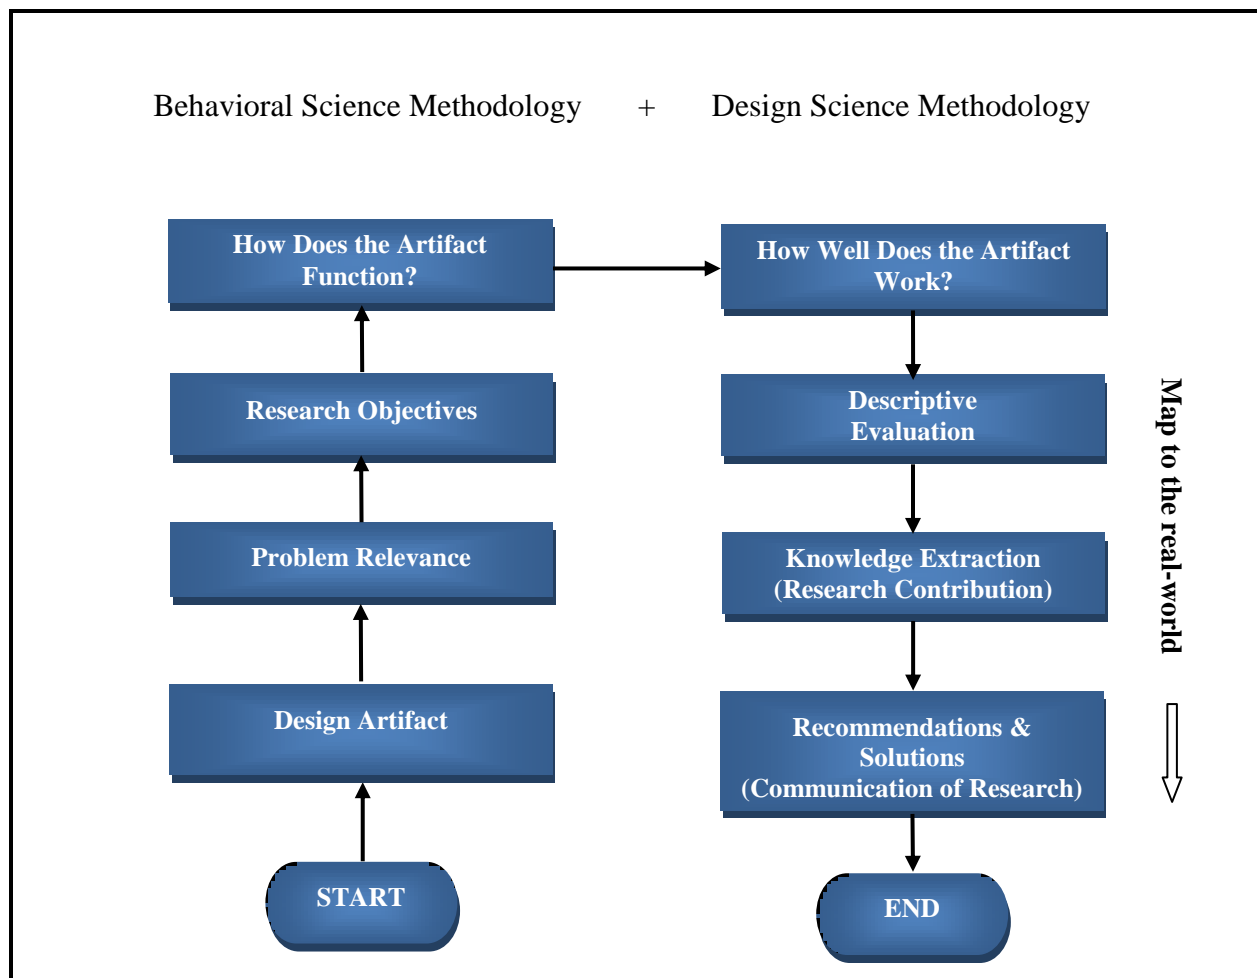 Behavioral Science Methodology + Design Science Methodology
How Does the Artifact
Function?
Research Objectives
Problem Relevance
Design Artifact
START
How Well Does the Artifact
Work?
Descriptive
Evaluation
Knowledge Extraction
(Research Contribution)
Recommendations &
Solutions
(Communication of Research)
END
Map to the real-world